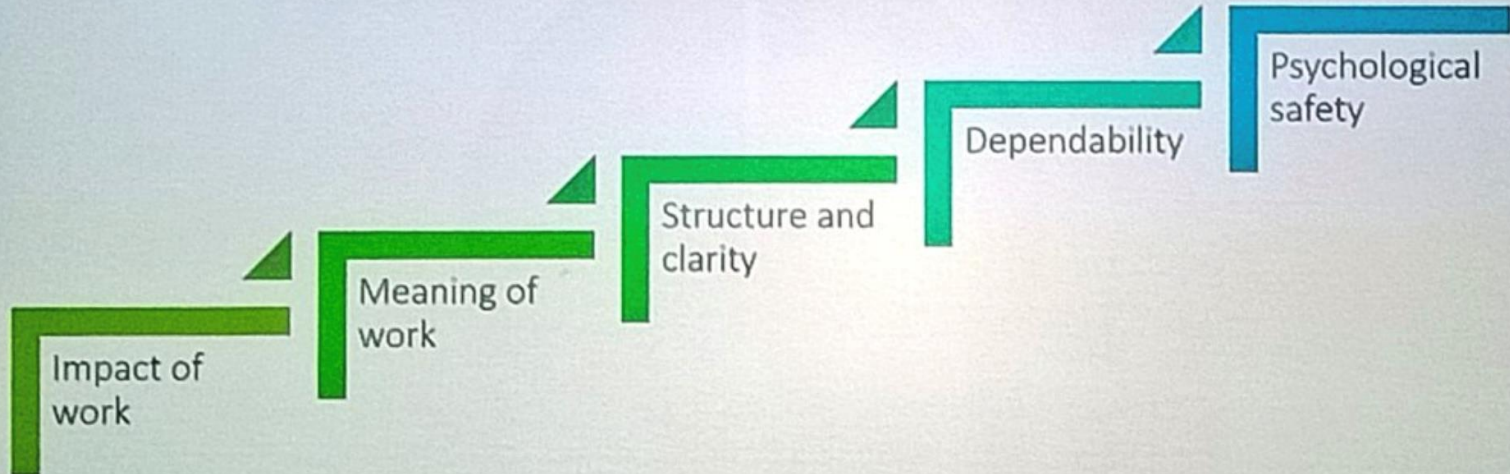 Impact of
work
Meaning of
work
Structure and
clarity
Dependability
Psychological
safety